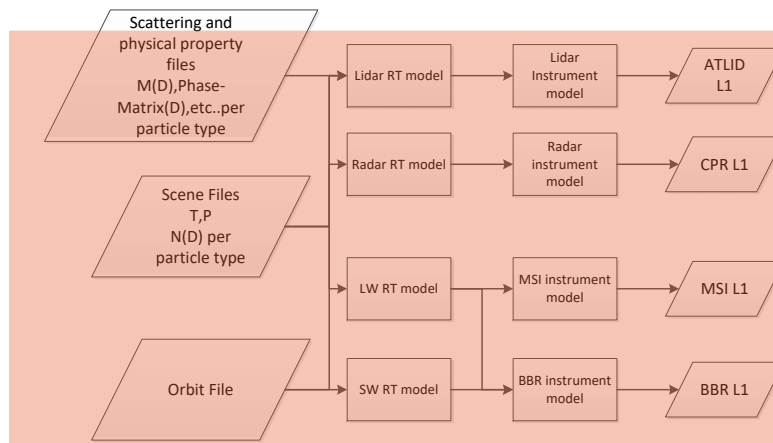 Scattering and
physical property
files
M(D),Phase-
Matrix(D),etc..per
particle type
Lidar RT model
Lidar
Instrument
model
ATLID
L1
Radar RT model
Radar
instrument
model
CPR L1
Scene Files
T,P
N(D) per
particle type
LW RT model
MSI instrument
model
MSI L1
Orbit File
SW RT model
BBR instrument
model
BBR L1